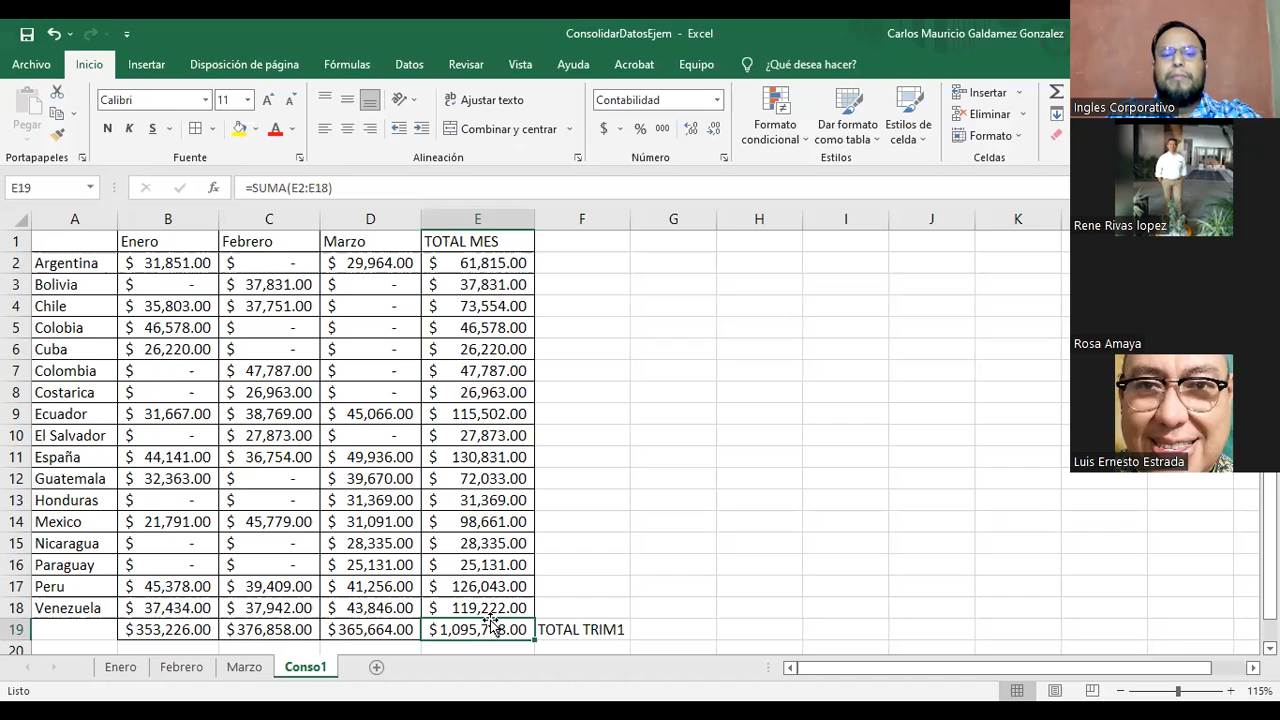 ConsolidarDatosEjem - Excel
Carlos Mauricio Galdamez Gonzalez
Archivo Inicio Insertar Disposición de página Fórmulas Datos Revisar Vista Ayuda Acrobat Equipo ¿Qué desea hacer?
Pegar
Calibri 11
N K S
Ajustar texto
Combinar y centrar
Contabilidad
$ % 000
Formato condicional
Dar formato como tabla
Estilos de celda
Insertar
Eliminar
Formato
Portapapeles Fuente Alineación Número Estilos Celdas
E19 fx =SUMA(E2:E18)
A B C D E F G H I J K
1 Enero Febrero Marzo TOTAL MES
2 Argentina $ 31,851.00 $ - $ 29,964.00 $ 61,815.00
3 Bolivia $ - $ 37,831.00 $ - $ 37,831.00
4 Chile $ 35,803.00 $ 37,751.00 $ - $ 73,554.00
5 Colobia $ 46,578.00 $ - $ - $ 46,578.00
6 Cuba $ 26,220.00 $ - $ - $ 26,220.00
7 Colombia $ - $ 47,787.00 $ - $ 47,787.00
8 Costarica $ - $ 26,963.00 $ - $ 26,963.00
9 Ecuador $ 31,667.00 $ 38,769.00 $ 45,066.00 $ 115,502.00
10 El Salvador $ - $ 27,873.00 $ - $ 27,873.00
11 España $ 44,141.00 $ 36,754.00 $ 49,936.00 $ 130,831.00
12 Guatemala $ 32,363.00 $ - $ 39,670.00 $ 72,033.00
13 Honduras $ - $ - $ 31,369.00 $ 31,369.00
14 Mexico $ 21,791.00 $ 45,779.00 $ 31,091.00 $ 98,661.00
15 Nicaragua $ - $ - $ 28,335.00 $ 28,335.00
16 Paraguay $ - $ - $ 25,131.00 $ 25,131.00
17 Peru $ 45,378.00 $ 39,409.00 $ 41,256.00 $ 126,043.00
18 Venezuela $ 37,434.00 $ 37,942.00 $ 43,846.00 $ 119,222.00
19 $ 353,226.00 $ 376,858.00 $ 365,664.00 TOTAL TRIM1
20
Enero Febrero Marzo Conso1
Listo
115%
Ingles Corporativo
Rene Rivas lopez
Rosa Amaya
Luis Ernesto Estrada